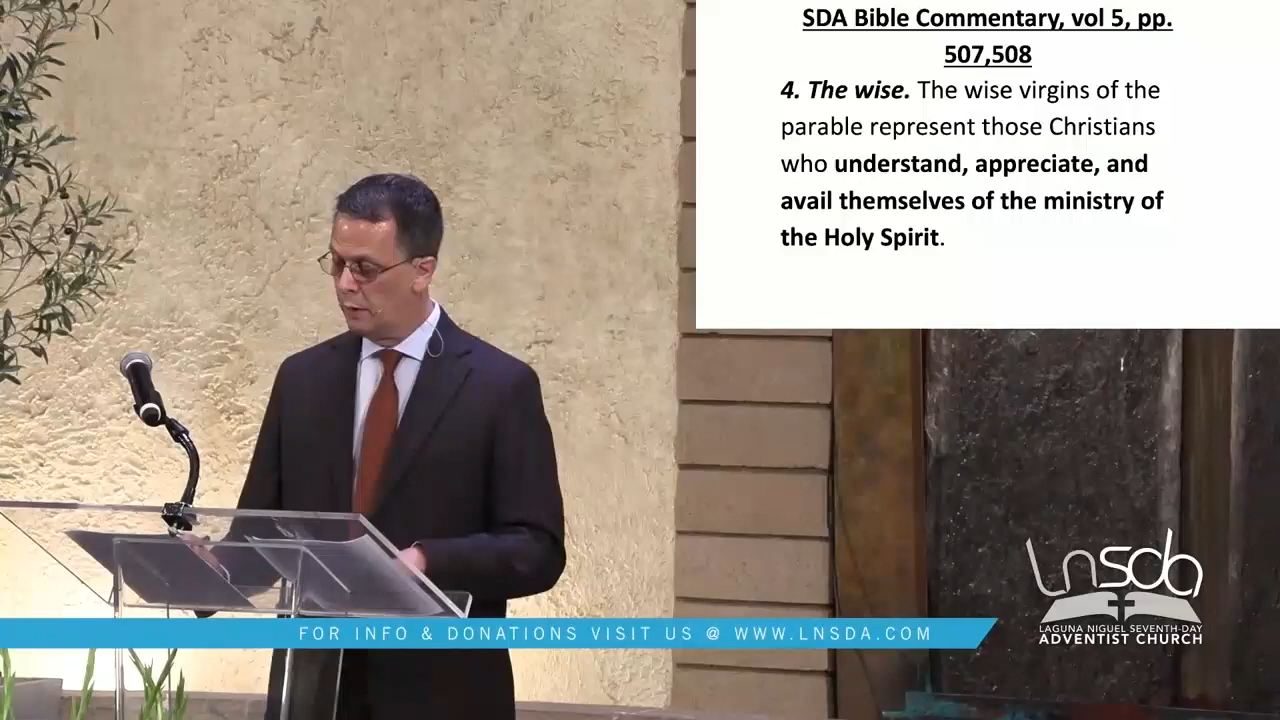 SDA Bible Commentary, vol 5, pp.
507,508
4. The wise. The wise virgins of the
parable represent those Christians
who understand, appreciate, and
avail themselves of the ministry of
the Holy Spirit.
lnsda
LAGUNA NIGUEL SEVENTH-DAY
ADVENTIST CHURCH
FOR INFO & DONATIONS VISIT US @ WWW.LNSDA.COM